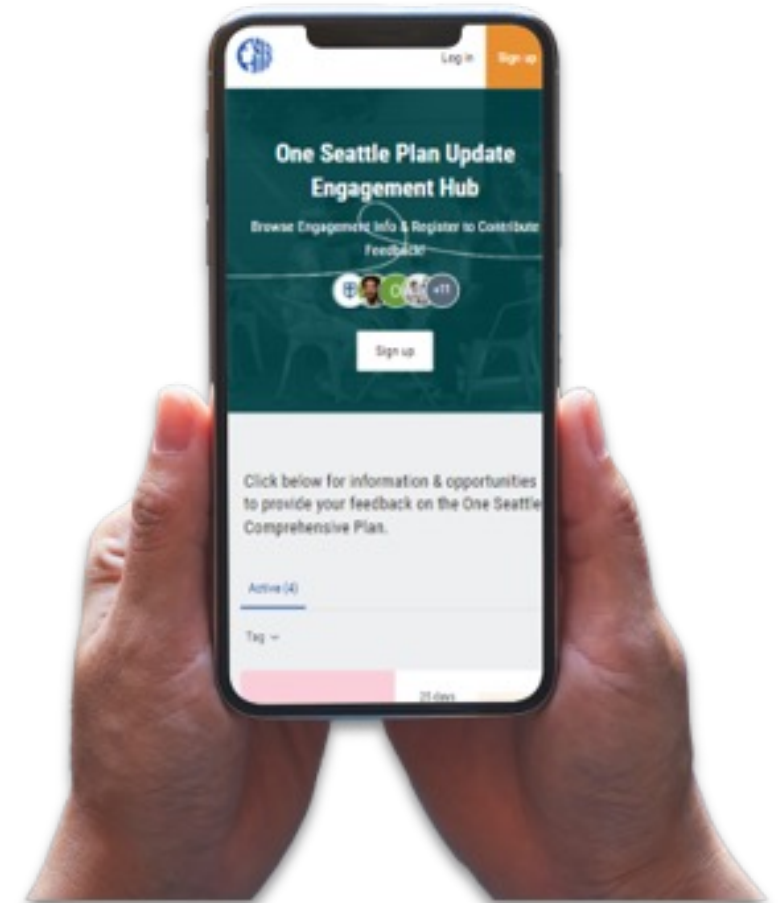 Log in
Sign up
One Seattle Plan Update
Engagement Hub
Browse Engagement Info & Register to Contribute
Feedback!
+11
Sign up
Click below for information & opportunities
to provide your feedback on the One Seattle
Comprehensive Plan.
Active (4)
Tag
25 days